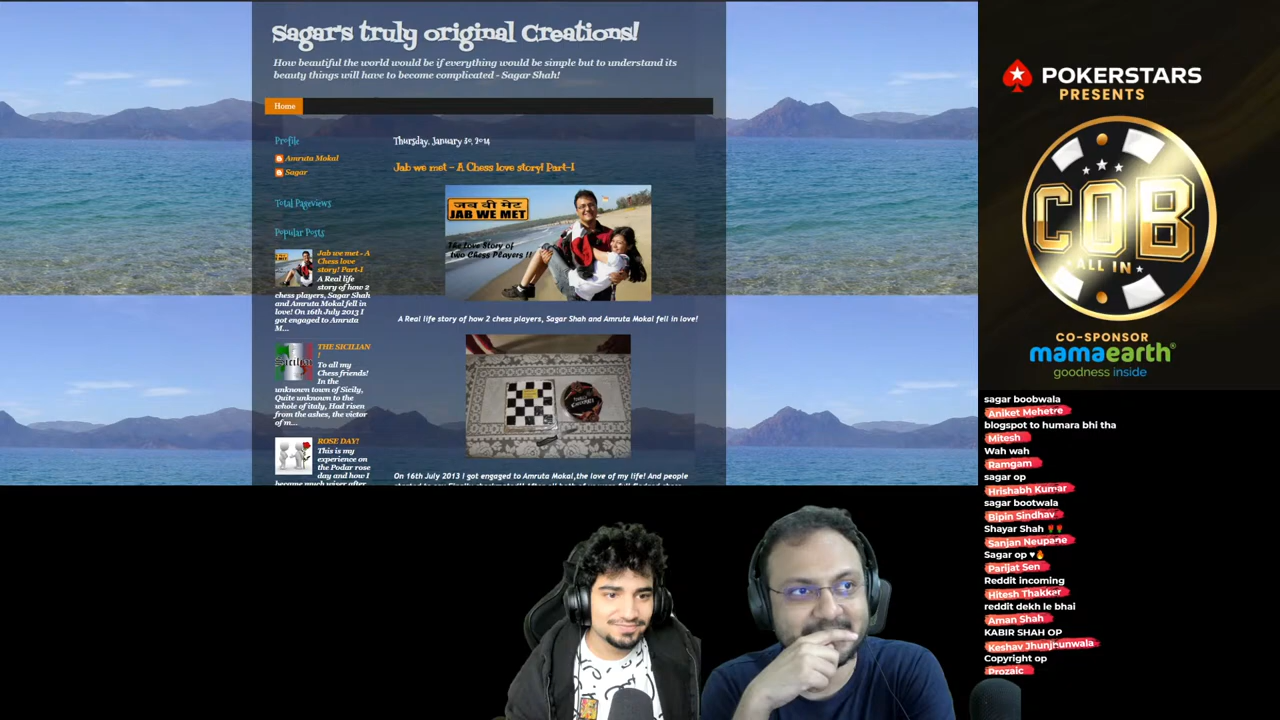 Sagar's truly original Creations!
How beautiful the world would be if everything would be simple but to understand its
beauty things will have to become complicated - Sagar Shah!
Home
Profile
Amruta Mokal
Sagar
Total Pageviews
Popular Posts
Jab we met - A
Chess love
story! Part-1
A Real life
story of how 2
chess players, Sagar Shah
and Amruta Mokal fell in
love! On 16th July 2013 I
got engaged to Amruta
M...
THE SICILIAN
!
Sicilian
To all my
Chess friends!
In the
unknown town of Sicily,
Quite unknown to the
whole of italy, Had risen
from the ashes, the victor
of m...
ROSE DAY!
This is my
experience on
the Podar rose
day and how I
became much wiser after
Thursday, January 30, 2014
Jab we met - A Chess love story! Part-1
जब वी मेट
JAB WE MET
The Love Story of
two Chess Players !!
A Real life story of how 2 chess players, Sagar Shah and Amruta Mokal fell in love!
On 16th July 2013 I got engaged to Amruta Mokal,the love of my life! And people
POKERSTARS
PRESENTS
COB
ALL IN
CO-SPONSOR
mamaearth®
goodness inside
sagar boobwala
Aniket Mehetre
blogspot to humara bhi tha
Mitesh
Wah wah
Ramgam
sagar op
Hrishabh Kumar
sagar bootwala
Bipin Sindhav
Shayar Shah 🌹🌹
Sanjan Neupane
Sagar op ♥🔥
Parijat Sen
Reddit incoming
Hitesh Thakkar
reddit dekh le bhai
Aman Shah
KABIR SHAH OP
Keshav Jhunjhunwala
Copyright op
Prozaic